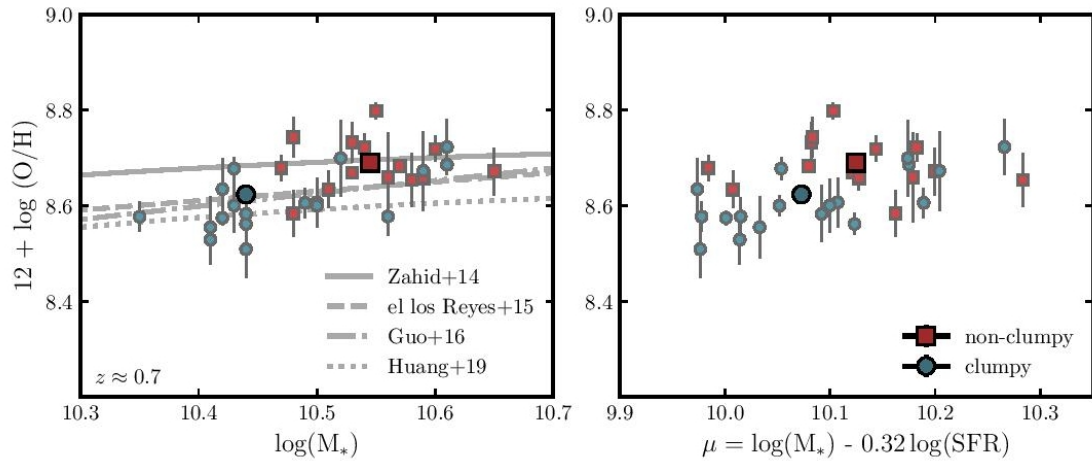 12 + log (O/H)
9.0
8.8
8.6
8.4
Zahid+14
el los Reyes+15
Guo+16
Huang+19
z ≈ 0.7
10.3 10.4 10.5 10.6 10.7
log(M*)
9.0
8.8
8.6
8.4
non-clumpy
clumpy
9.9 10.0 10.1 10.2 10.3
μ = log(M*) - 0.32 log(SFR)